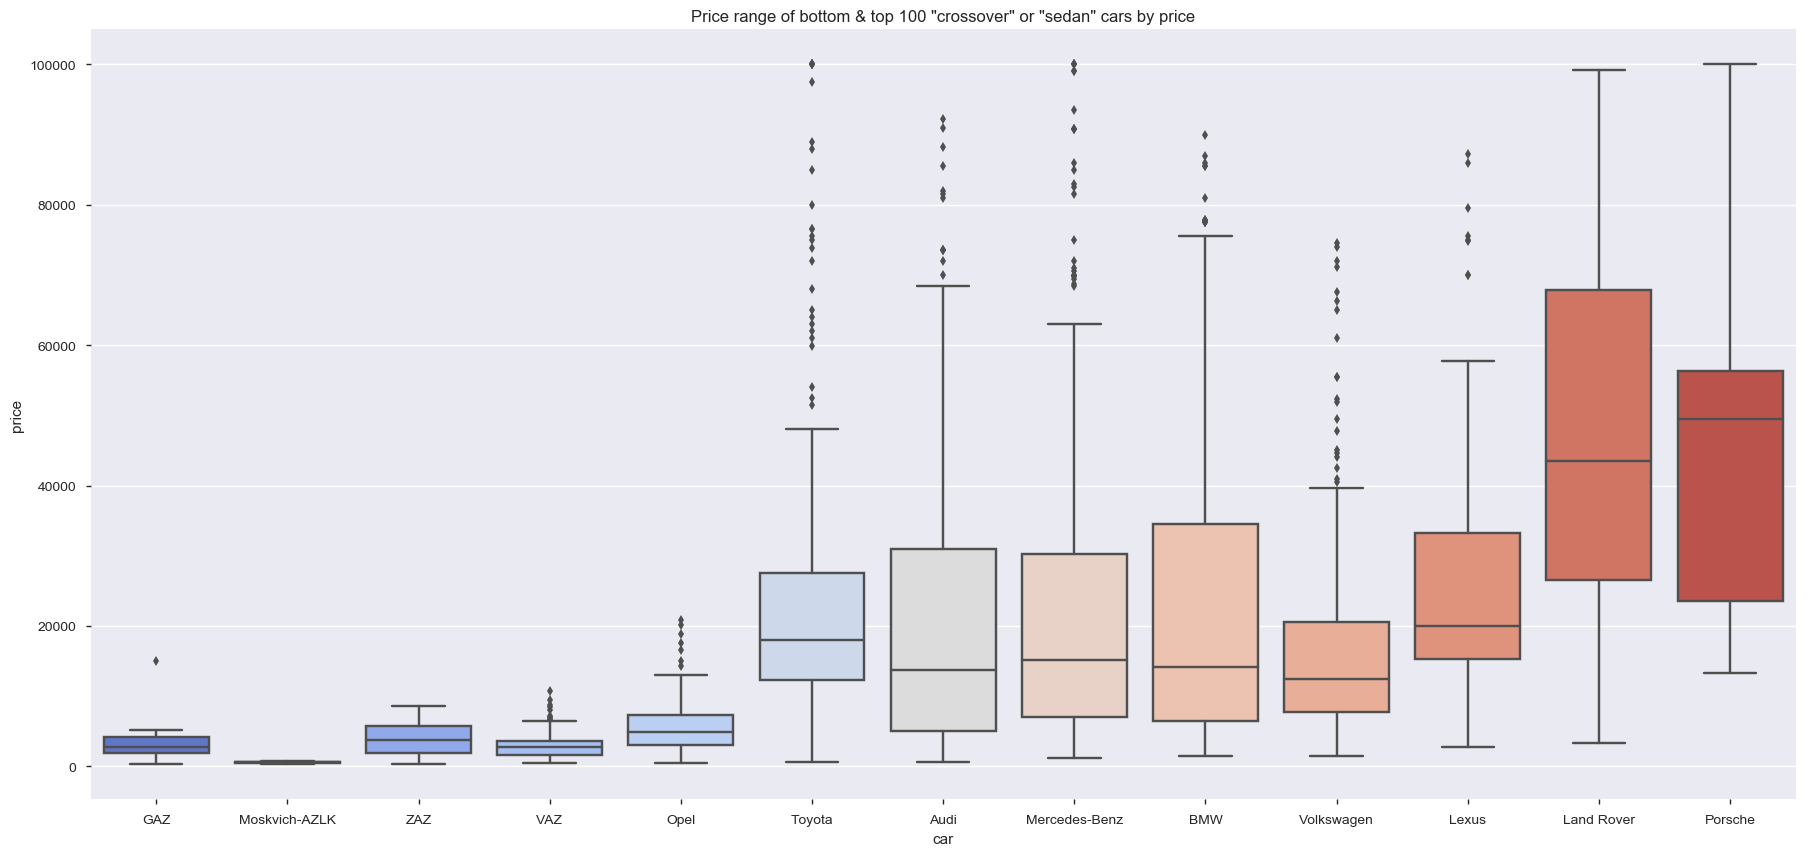 Price range of bottom & top 100 "crossover" or "sedan" cars by price
100000
80000
60000
40000
20000
0
price
GAZ Moskvich-AZLK ZAZ VAZ Opel Toyota Audi Mercedes-Benz BMW Volkswagen Lexus Land Rover Porsche
car